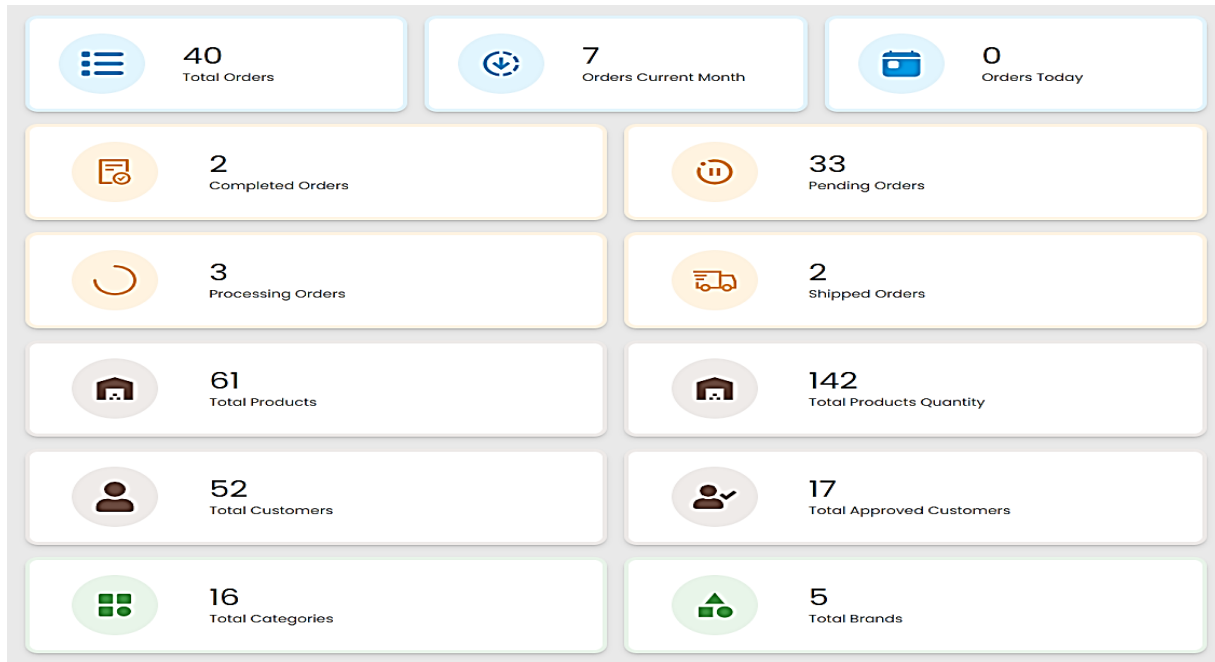 40
Total Orders
7
Orders Current Month
0
Orders Today
2
Completed Orders
33
Pending Orders
3
Processing Orders
2
Shipped Orders
61
Total Products
142
Total Products Quantity
52
Total Customers
17
Total Approved Customers
16
Total Categories
5
Total Brands